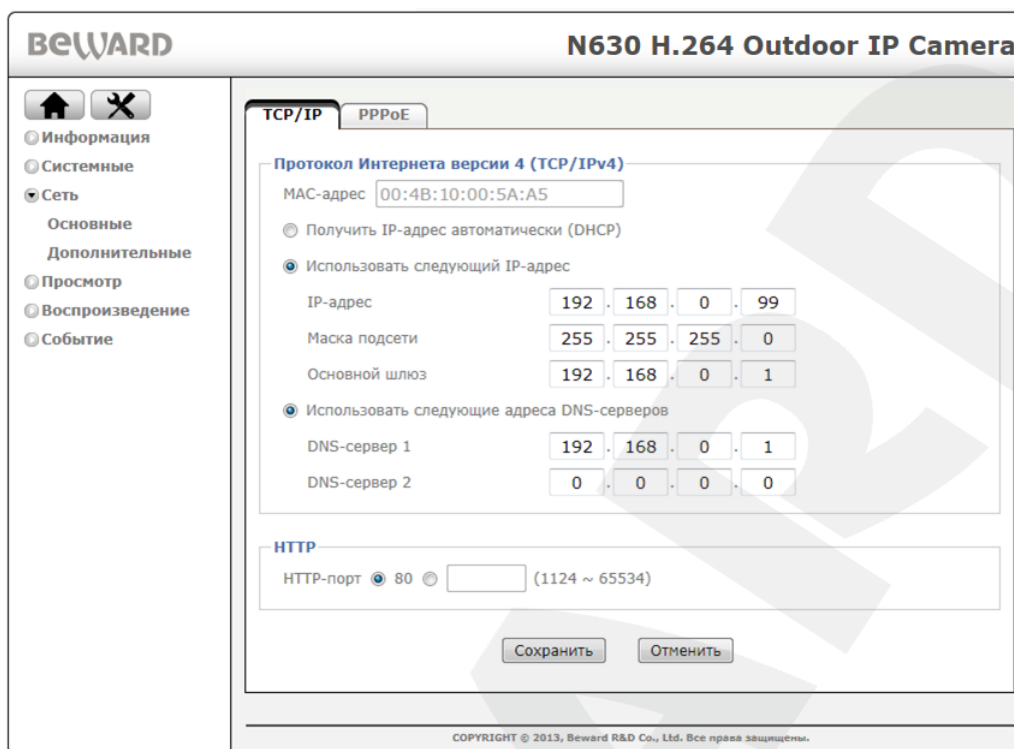 BEWARD
N630 H.264 Outdoor IP Camera
Информация
Системные
Сеть
Основные
Дополнительные
Просмотр
Воспроизведение
Событие
TCP/IP PPPoE
Протокол Интернета версии 4 (TCP/IPv4)
MAC-адрес 00:4B:10:00:5A:A5
Получить IP-адрес автоматически (DHCP)
Использовать следующий IP-адрес
IP-адрес 192 . 168 . 0 . 99
Маска подсети 255 . 255 . 255 . 0
Основной шлюз 192 . 168 . 0 . 1
Использовать следующие адреса DNS-серверов
DNS-сервер 1 192 . 168 . 0 . 1
DNS-сервер 2 0 . 0 . 0 . 0
HTTP
HTTP-порт 80 (1124 ~ 65534)
Сохранить Отменить
COPYRIGHT © 2013, Beward R&D Co., Ltd. Все права защищены.